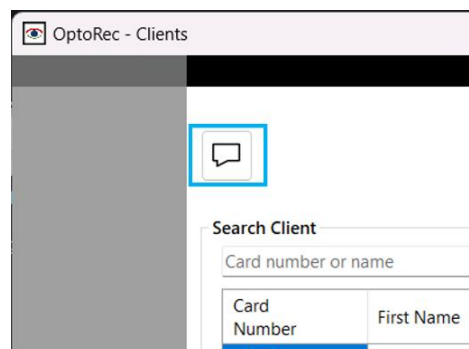 OptoRec - Clients
Search Client
Card number or name
Card
Number
First Name